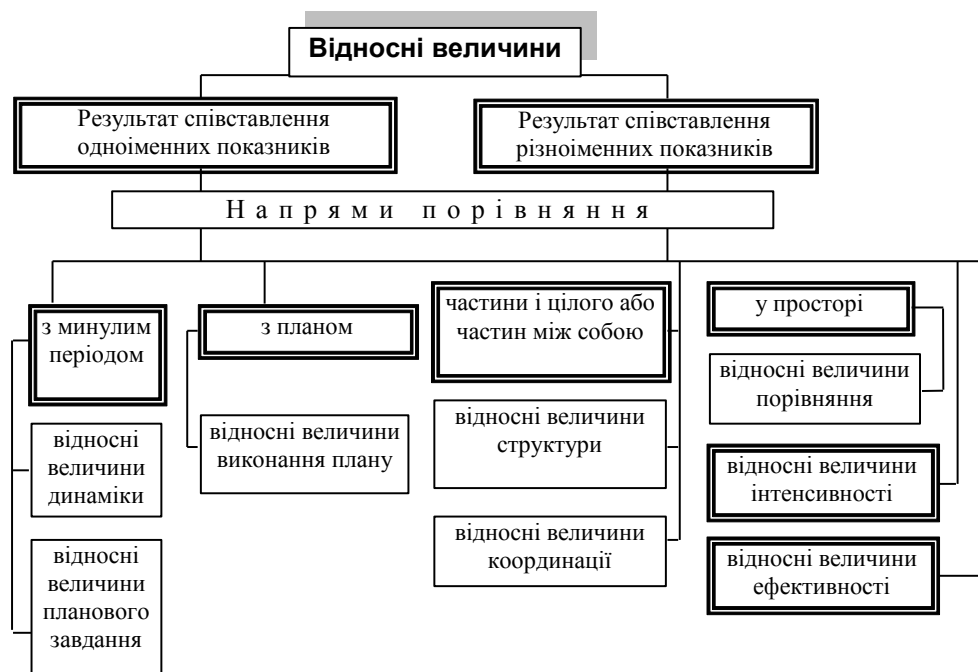 Відносні величини
Результат співставлення
одноіменних показників
Результат співставлення
різноіменних показників
Напрями порівняння
з минулим
періодом
з планом
частини і цілого або
частин між собою
у просторі
відносні величини
порівняння
відносні
величини
динаміки
відносні величини
виконання плану
відносні величини
структури
відносні величини
інтенсивності
відносні
величини
планового
завдання
відносні величини
координації
відносні величини
ефективності